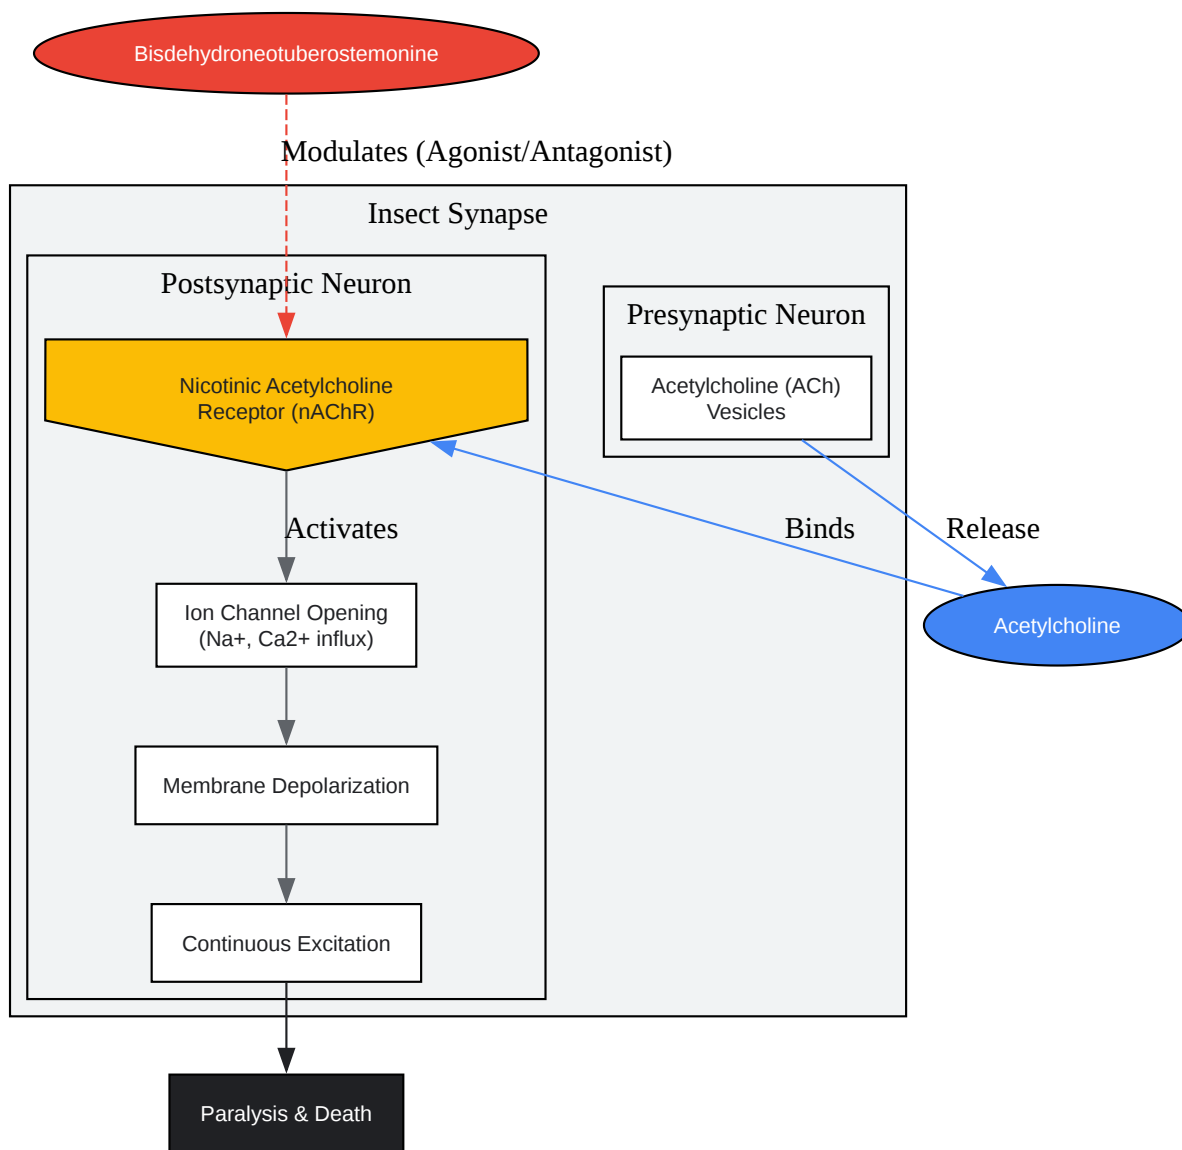 Bisdehydroneotuberostemonine
Modulates (Agonist/Antagonist)
Insect Synapse
Postsynaptic Neuron
Presynaptic Neuron
Nicotinic Acetylcholine
Receptor (nAChR)
Acetylcholine (ACh)
Vesicles
Activates
Binds
Release
Ion Channel Opening
(Na+, Ca2+ influx)
Acetylcholine
Membrane Depolarization
Continuous Excitation
Paralysis & Death